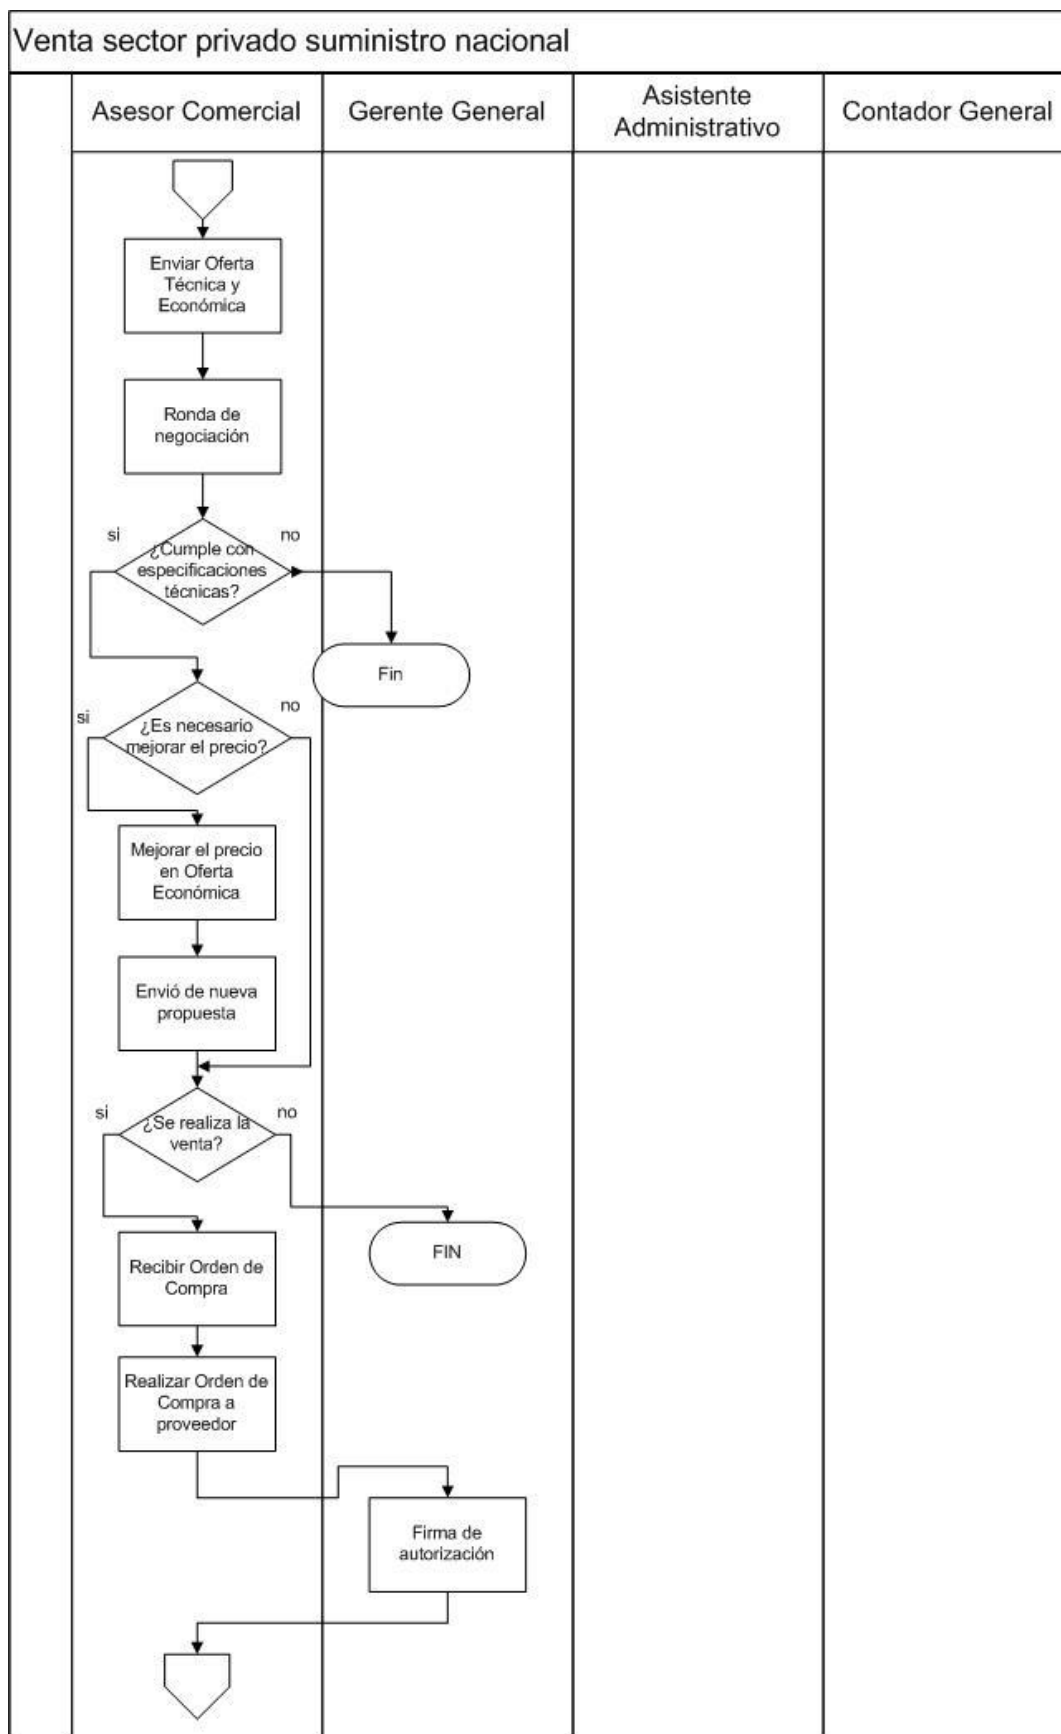 Venta sector privado suministro nacional
Asesor Comercial
Gerente General
Asistente
Administrativo
Contador General
Enviar Oferta
Técnica y
Económica
Ronda de
negociación
si
no
¿Cumple con
especificaciones
técnicas?
Fin
si
no
¿Es necesario
mejorar el precio?
Mejorar el precio
en Oferta
Económica
Envió de nueva
propuesta
si
no
¿Se realiza la
venta?
FIN
Recibir Orden de
Compra
Realizar Orden de
Compra a
proveedor
Firma de
autorización